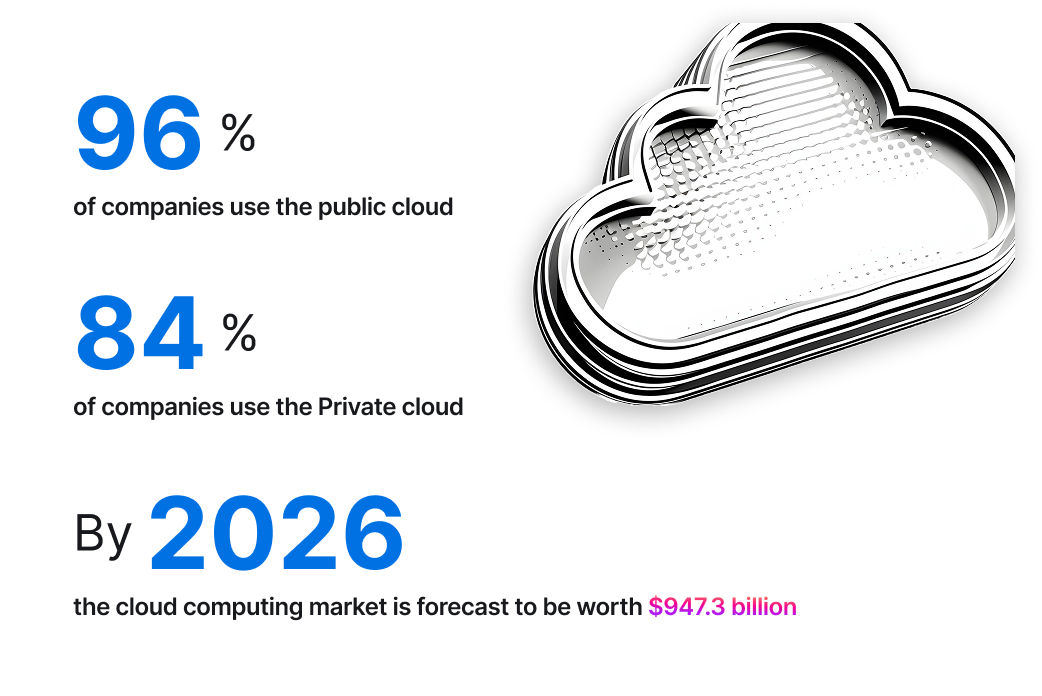 96 %
of companies use the public cloud
84 %
of companies use the Private cloud
By 2026
the cloud computing market is forecast to be worth $947.3 billion